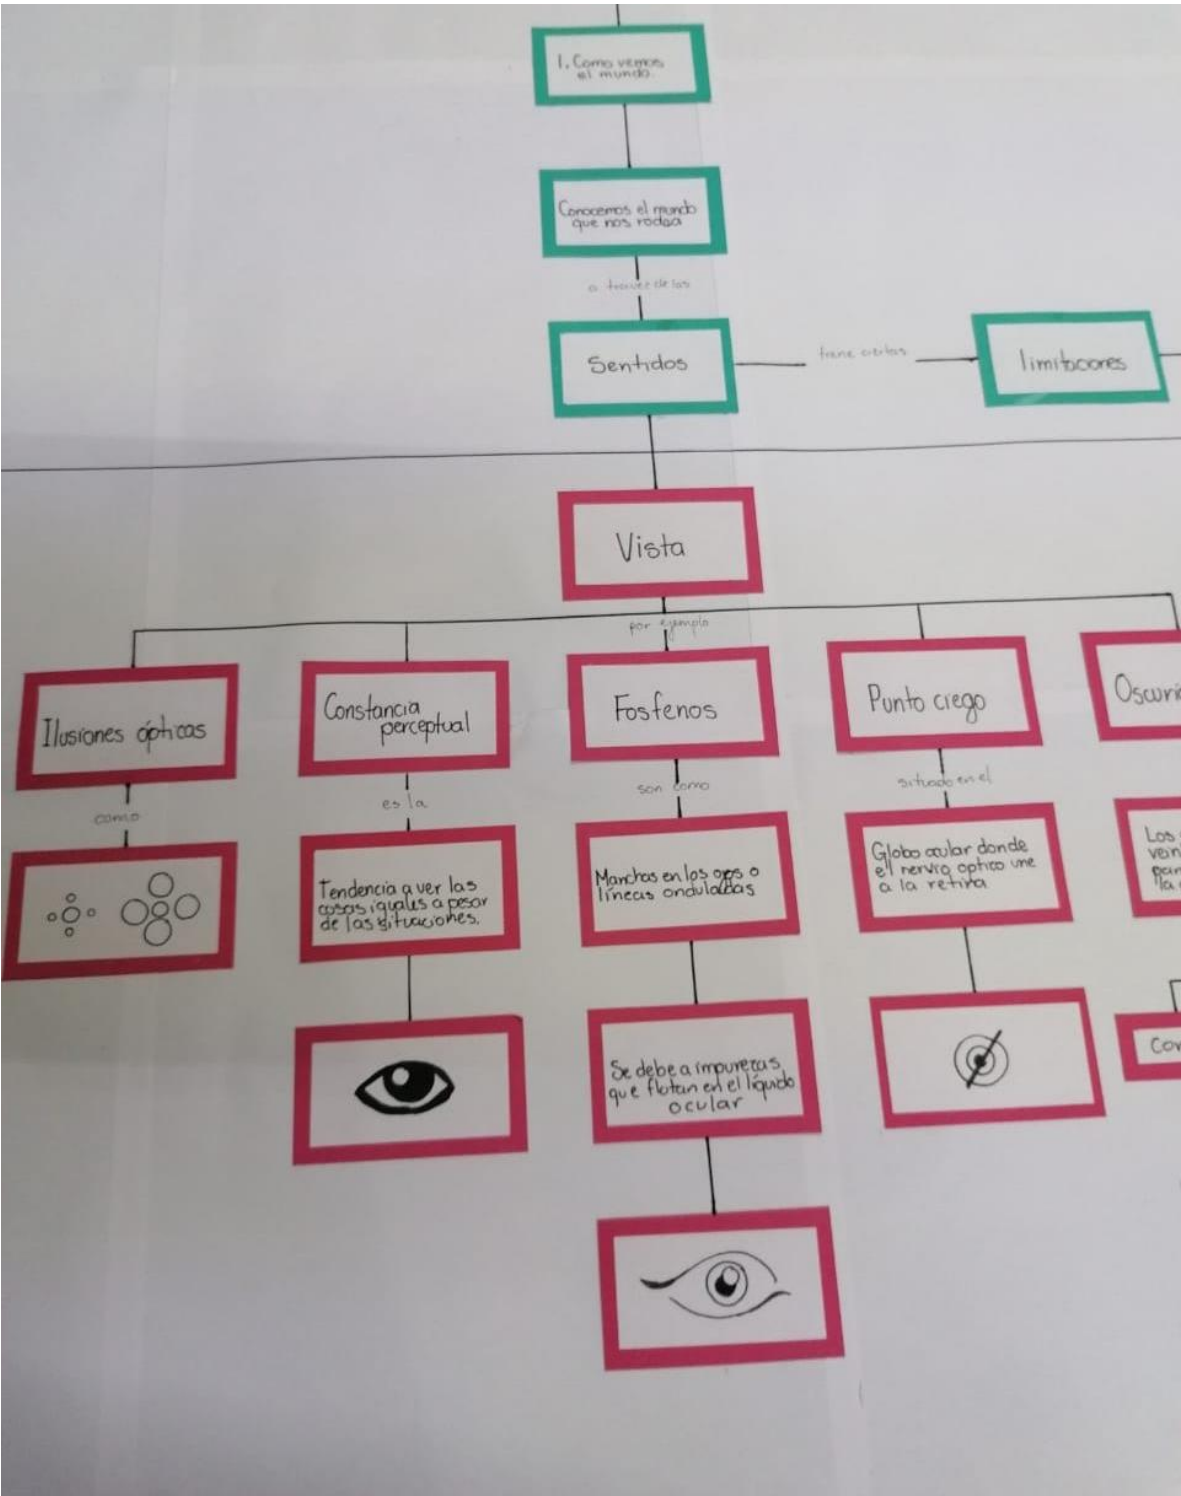 1. Como vemos
el mundo.
Conocemos el mundo
que nos rodea
a travez de los
Sentidos
tiene ciertas
limitaciones
Vista
por ejemplo
Ilusiones ópticas
como
Constancia
perceptual
es la
Tendencia a ver las
cosas iguales a pesar
de las situaciones.
Fosfenos
son como
Manchas en los ojos o
líneas onduladas
Se debe a impurezas
que flotan en el líquido
ocular
Punto ciego
situado en el
Globo ocular donde
el nervio optico une
a la retina
Oscuri
Los